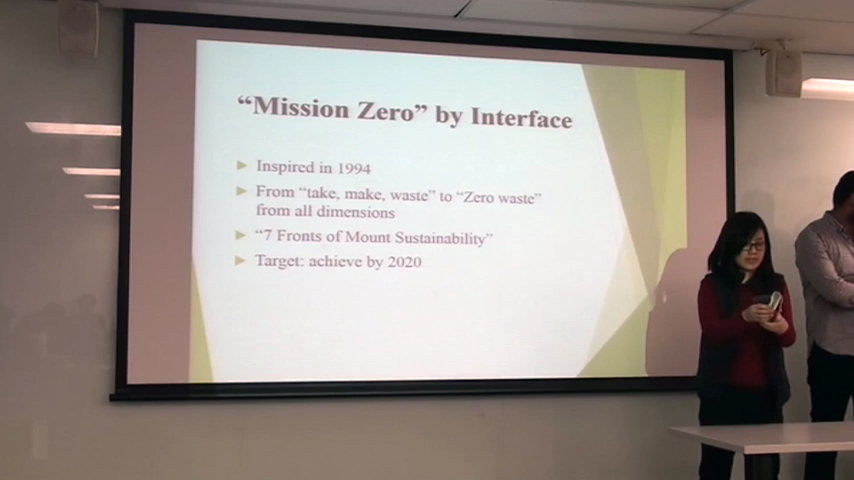 “Mission Zero” by Interface
Inspired in 1994
From “take, make, waste” to “Zero waste”
from all dimensions
“7 Fronts of Mount Sustainability”
Target: achieve by 2020